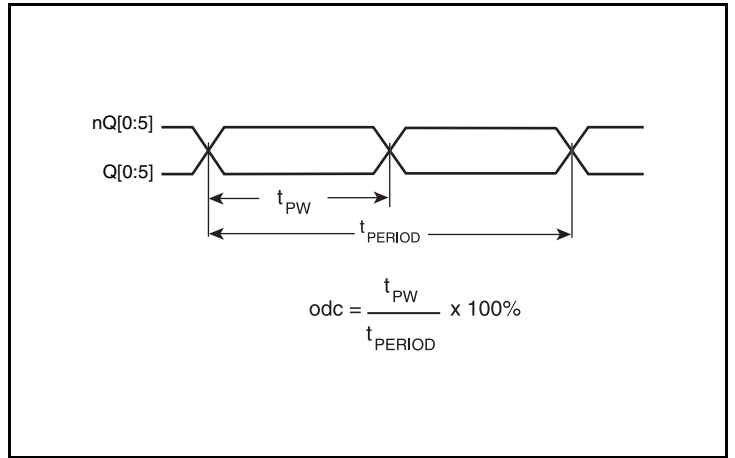 nQ[0:5]
Q[0:5]
tPW
tPERIOD
odc = tPW / tPERIOD x 100%